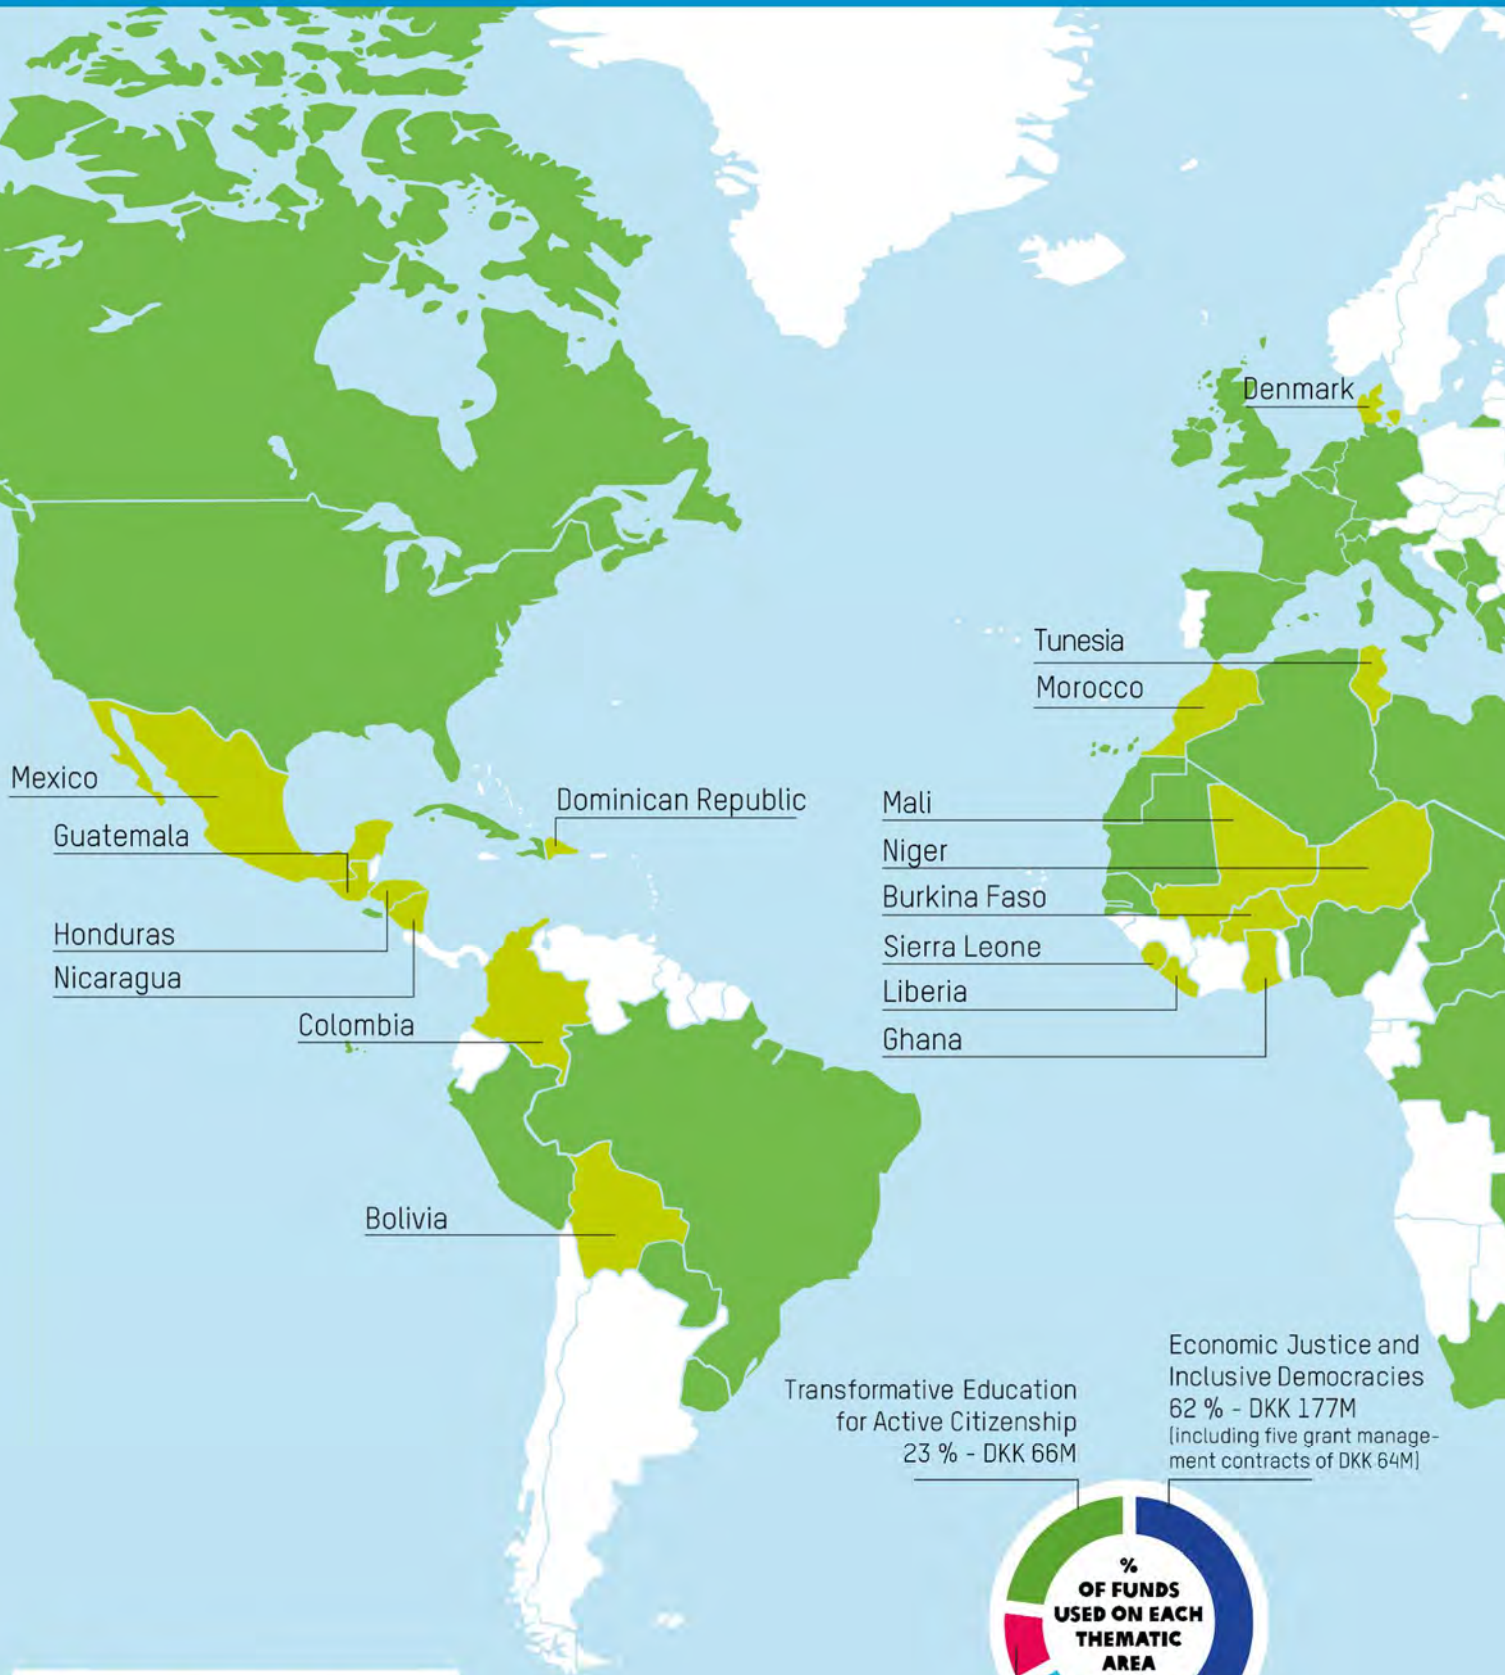 Denmark
Tunesia
Morocco
Mexico
Guatemala
Honduras
Nicaragua
Dominican Republic
Colombia
Bolivia
Mali
Niger
Burkina Faso
Sierra Leone
Liberia
Ghana
Transformative Education
for Active Citizenship
23 % - DKK 66M
Economic Justice and
Inclusive Democracies
62 % - DKK 177M
(including five grant manage-
ment contracts of DKK 64M)
%
OF FUNDS
USED ON EACH
THEMATIC
AREA